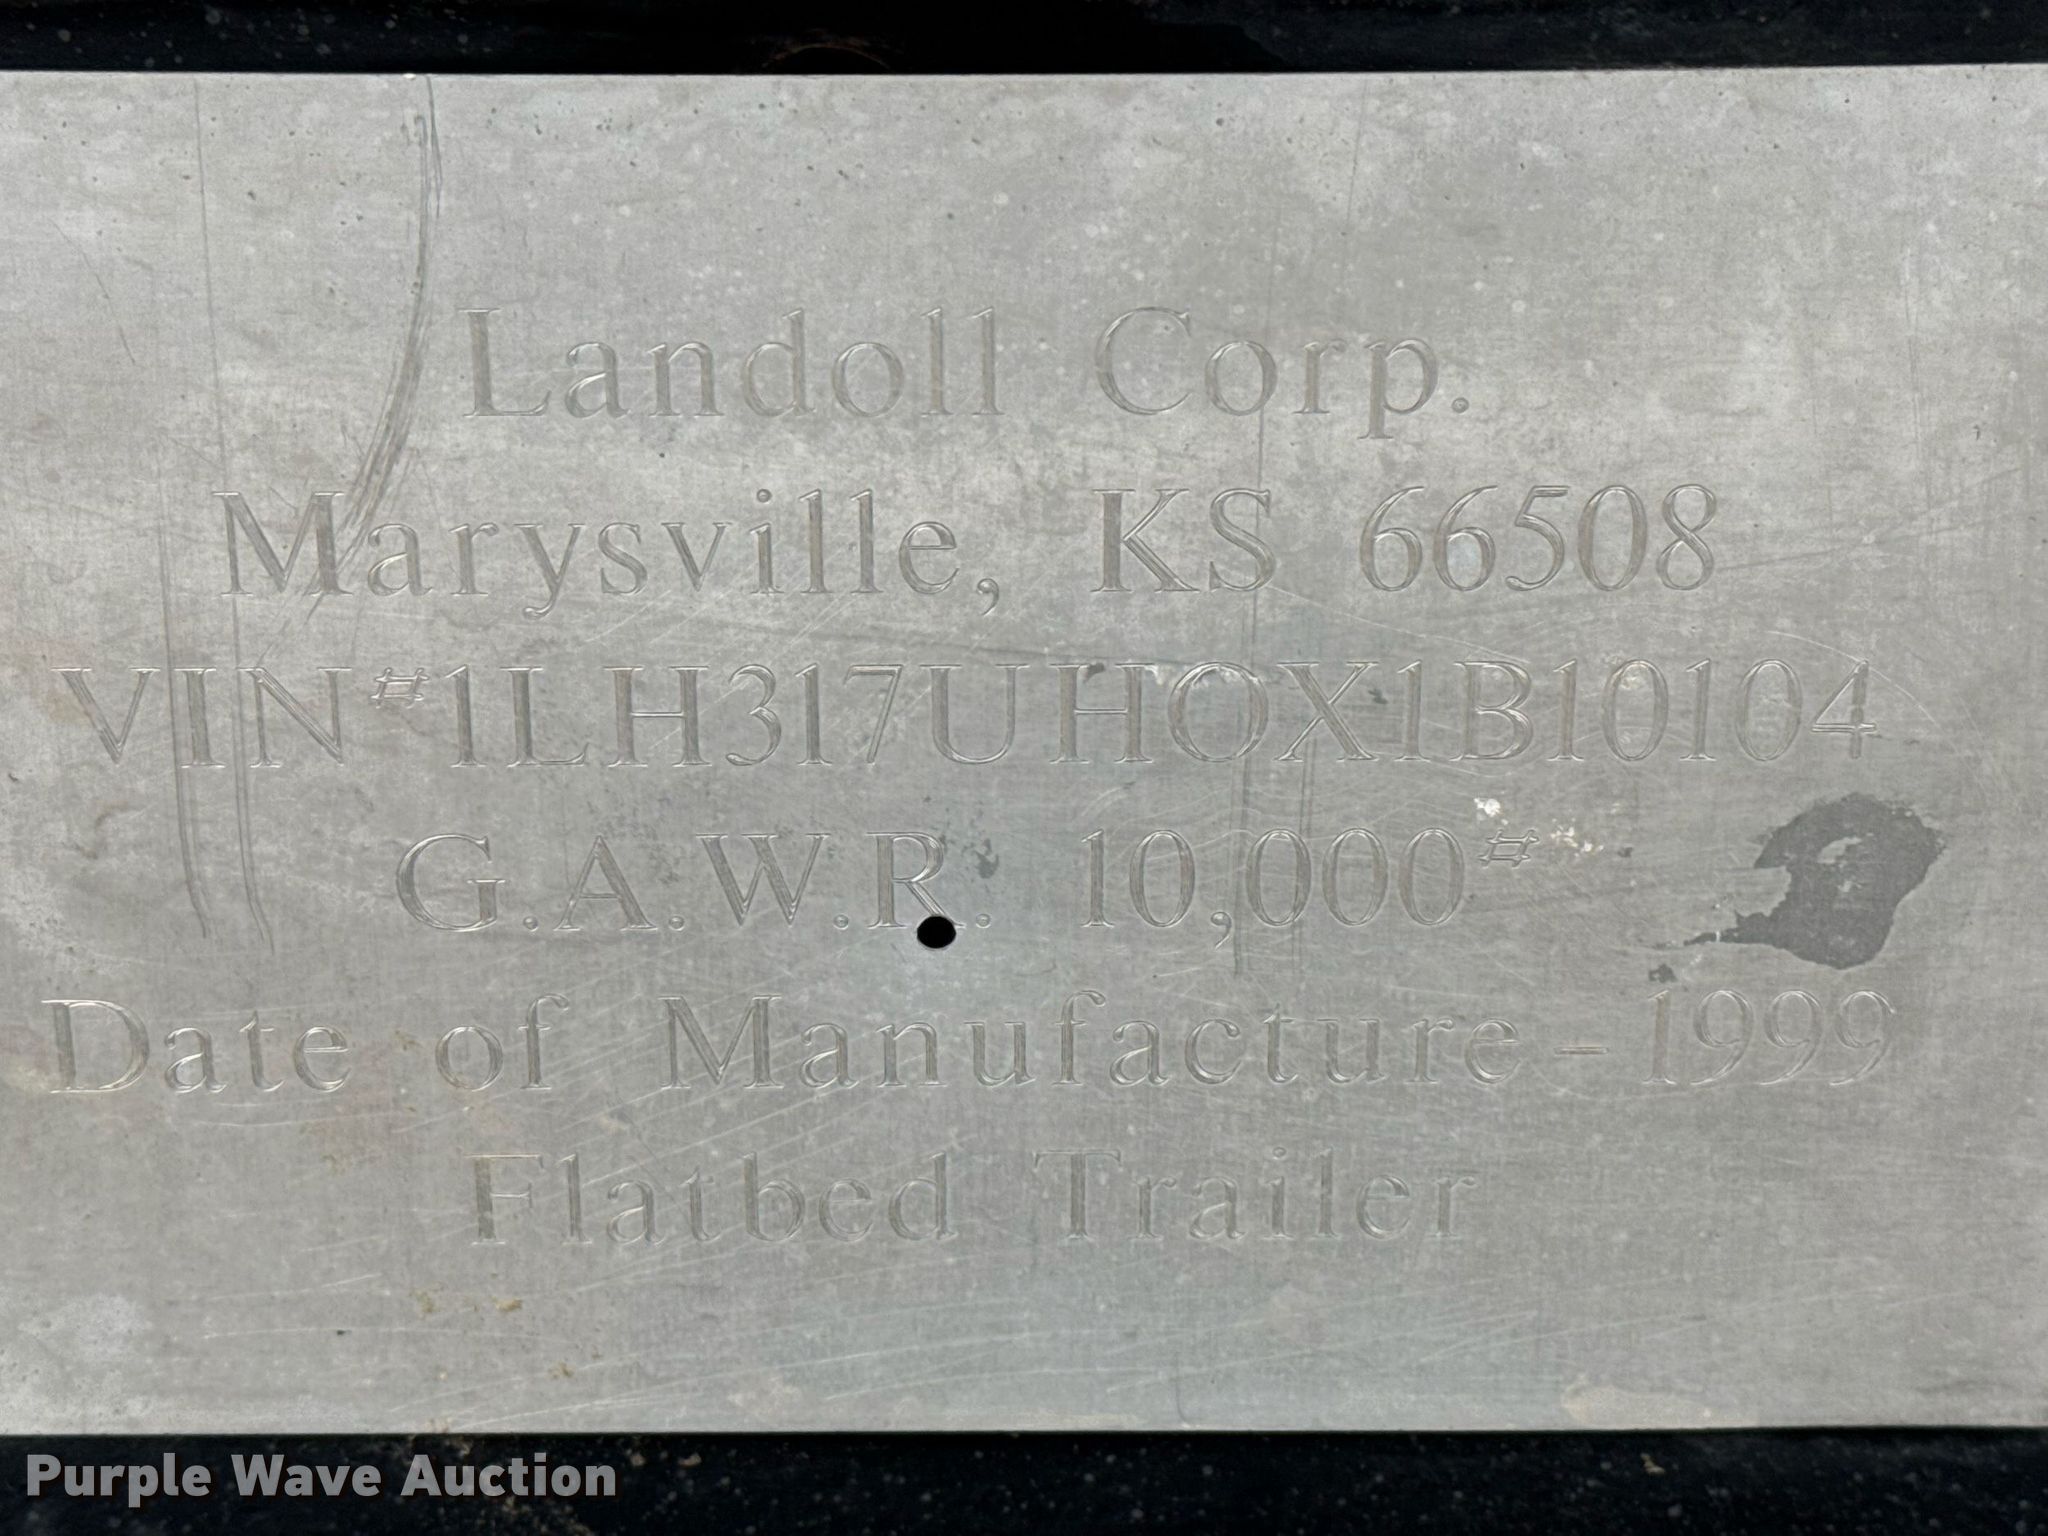 Landoll Corp.
Marysville, KS 66508
VIN#1LH317UHOX1B10104
G.A.W.R. 10,000#
Date of Manufacture-1999
Flatbed Trailer
Purple Wave Auction